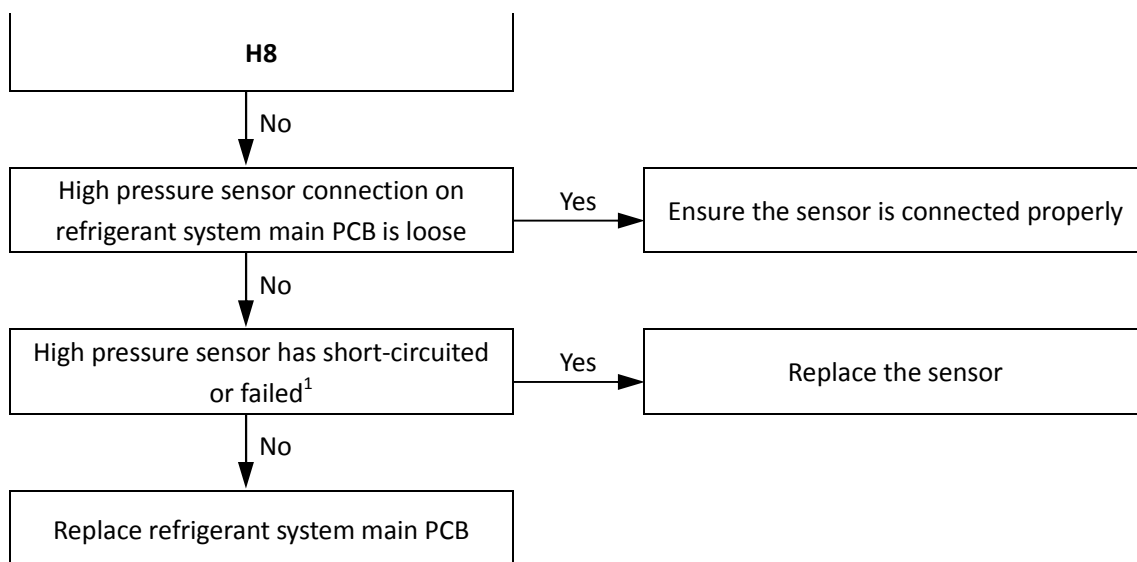 H8
No
High pressure sensor connection on
refrigerant system main PCB is loose
Yes
Ensure the sensor is connected properly
No
High pressure sensor has short-circuited
or failed1
Yes
Replace the sensor
No
Replace refrigerant system main PCB